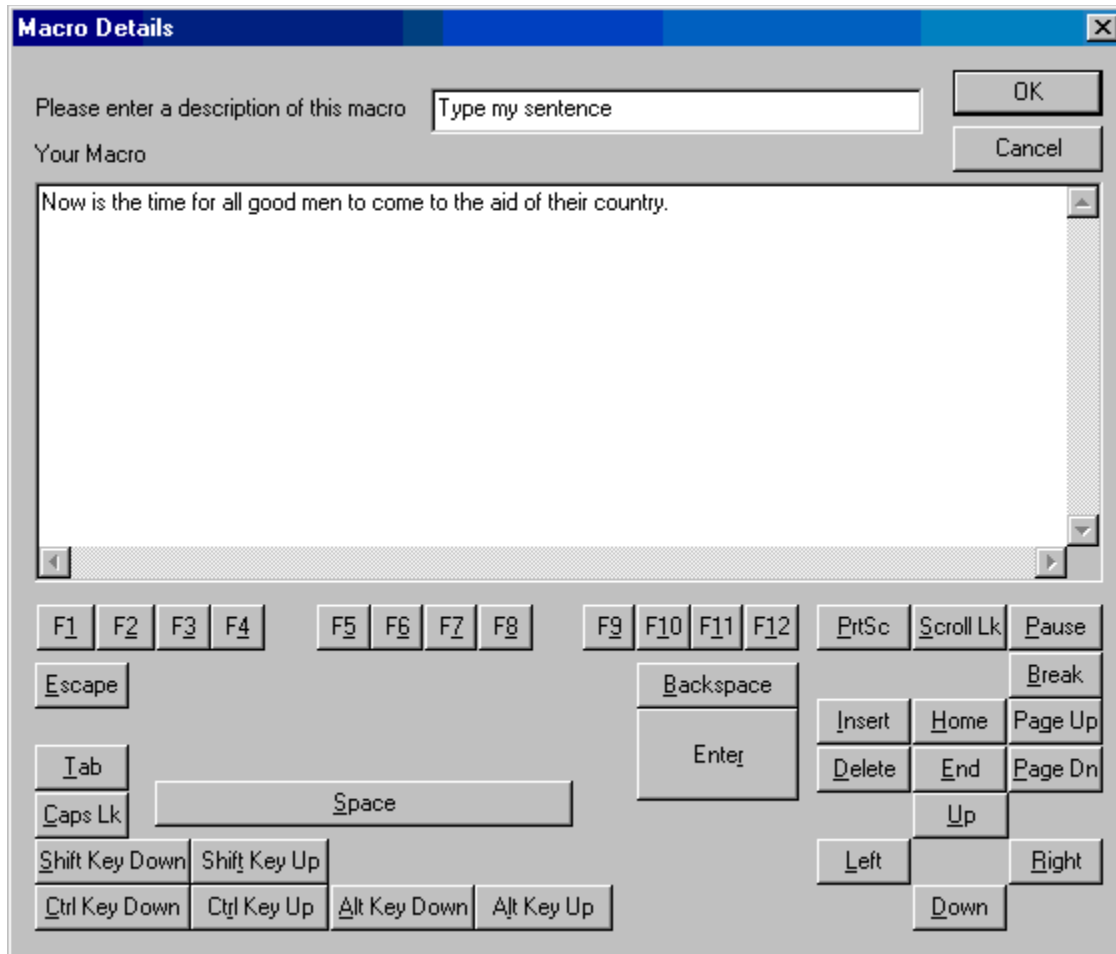 Macro Details
Please enter a description of this macro Type my sentence OK
Your Macro Cancel
Now is the time for all good men to come to the aid of their country.
F1 F2 F3 F4 F5 F6 F7 F8 F9 F10 F11 F12 PrtSc Scroll Lk Pause
Escape Backspace Break
Insert Home Page Up
Tab Enter Delete End Page Dn
Caps Lk Space Up
Shift Key Down Shift Key Up Left Right
Ctrl Key Down Ctrl Key Up Alt Key Down Alt Key Up Down